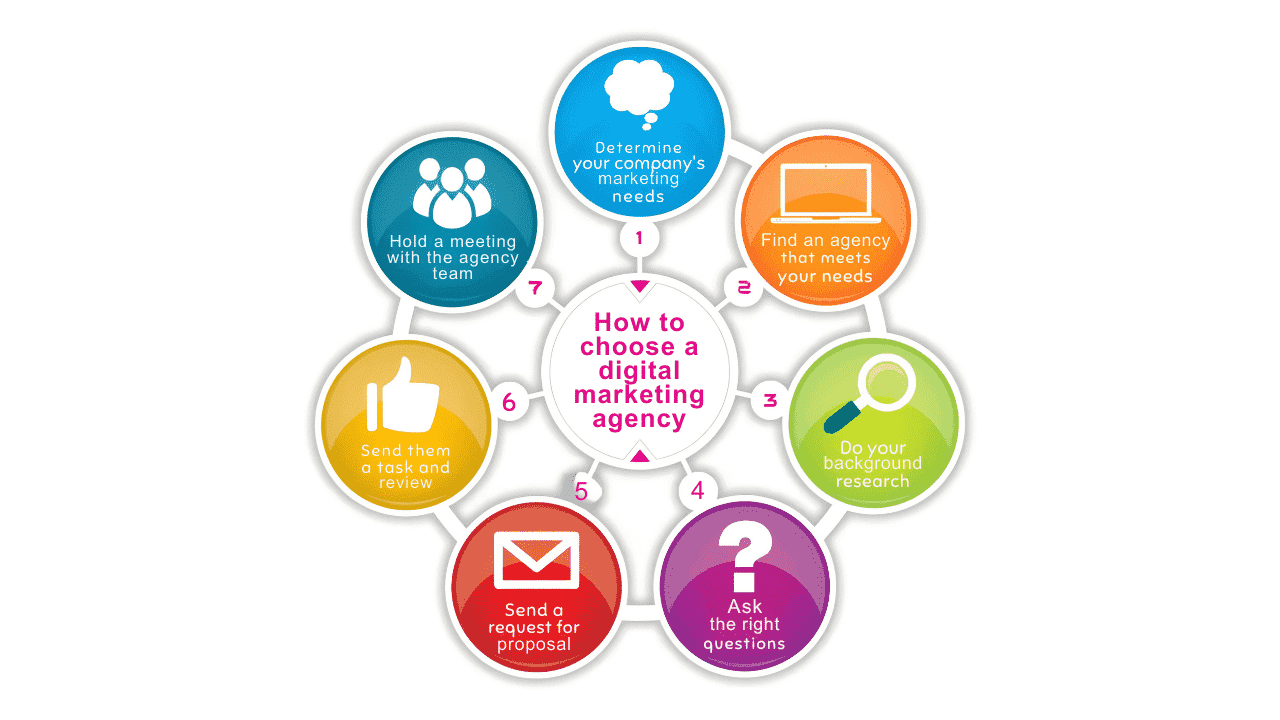 How to
choose a
digital
marketing
agency
1
Determine
your company's
marketing
needs
2
Find an agency
that meets
your needs
3
Do your
background
research
4
Ask
the right
questions
5
Send a
request for
proposal
6
Send them
a task and
review
7
Hold a meeting
with the agency
team